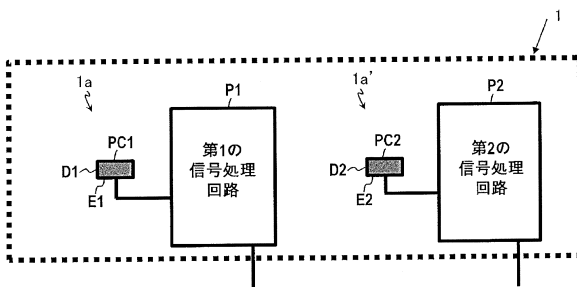 1
1a
P1
PC1
D1
E1
第1の
信号処理
回路
1a'
P2
PC2
D2
E2
第2の
信号処理
回路